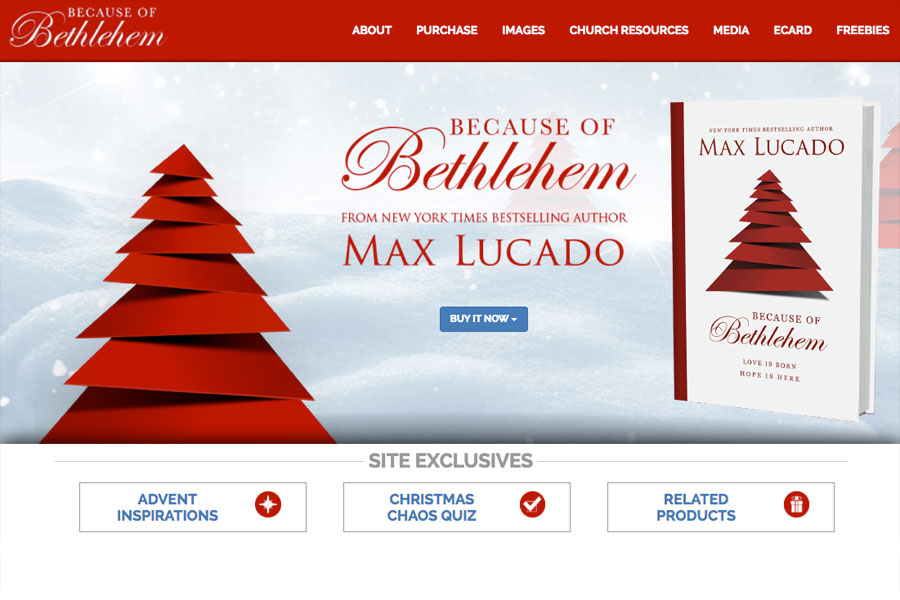 BECAUSE OF
Bethlehem
ABOUT PURCHASE IMAGES CHURCH RESOURCES MEDIA ECARD FREEBIES
BECAUSE OF
Bethlehem
FROM NEW YORK TIMES BESTSELLING AUTHOR
MAX LUCADO
BUY IT NOW
NEW YORK TIMES BESTSELLING AUTHOR
MAX LUCADO
BECAUSE OF
Bethlehem
LOVE IS BORN
HOPE IS HERE
SITE EXCLUSIVES
ADVENT
INSPIRATIONS
CHRISTMAS
CHAOS QUIZ
RELATED
PRODUCTS